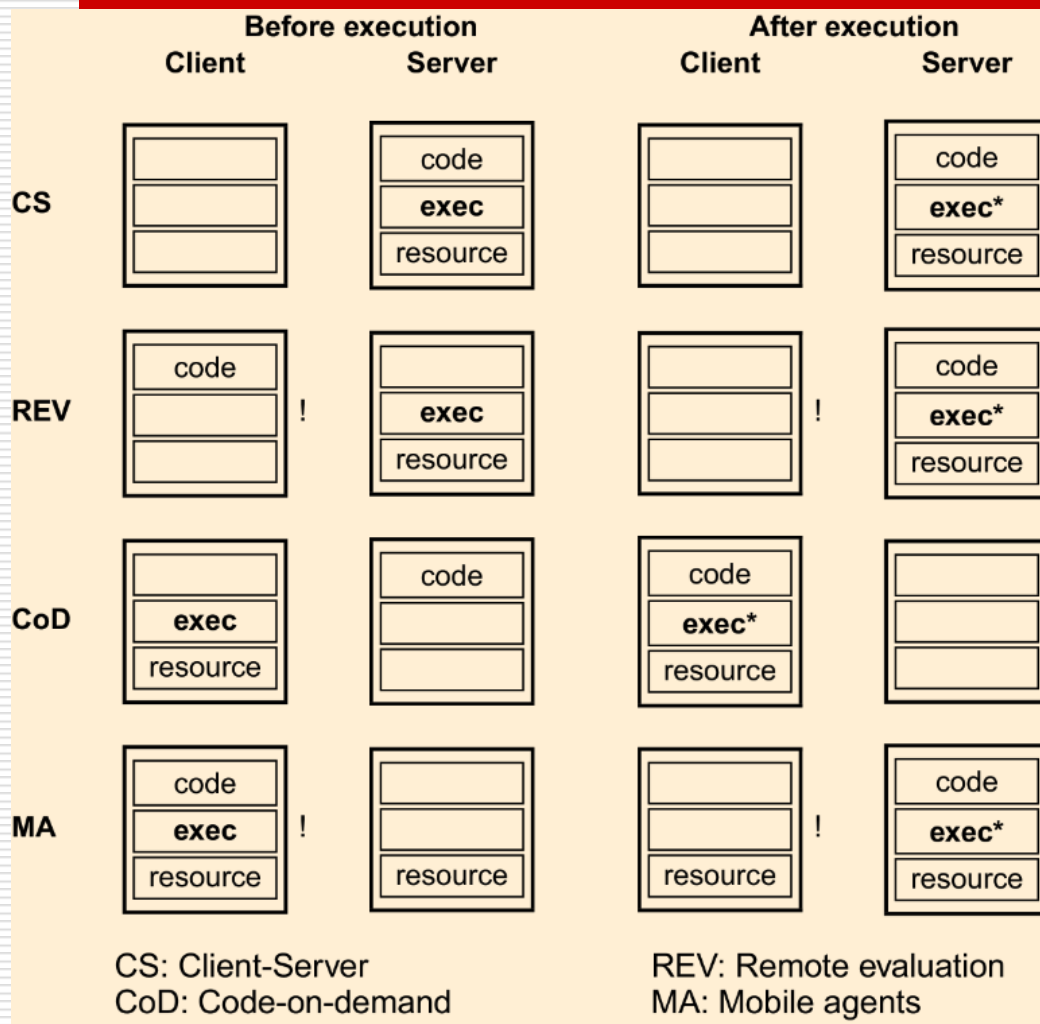 Before execution After execution
Client Server Client Server
code code
CS exec exec*
resource resource
code code
REV ! exec ! exec*
resource resource
code code
CoD exec exec*
resource resource
code code
MA exec ! ! exec*
resource resource resource resource
CS: Client-Server REV: Remote evaluation
CoD: Code-on-demand MA: Mobile agents